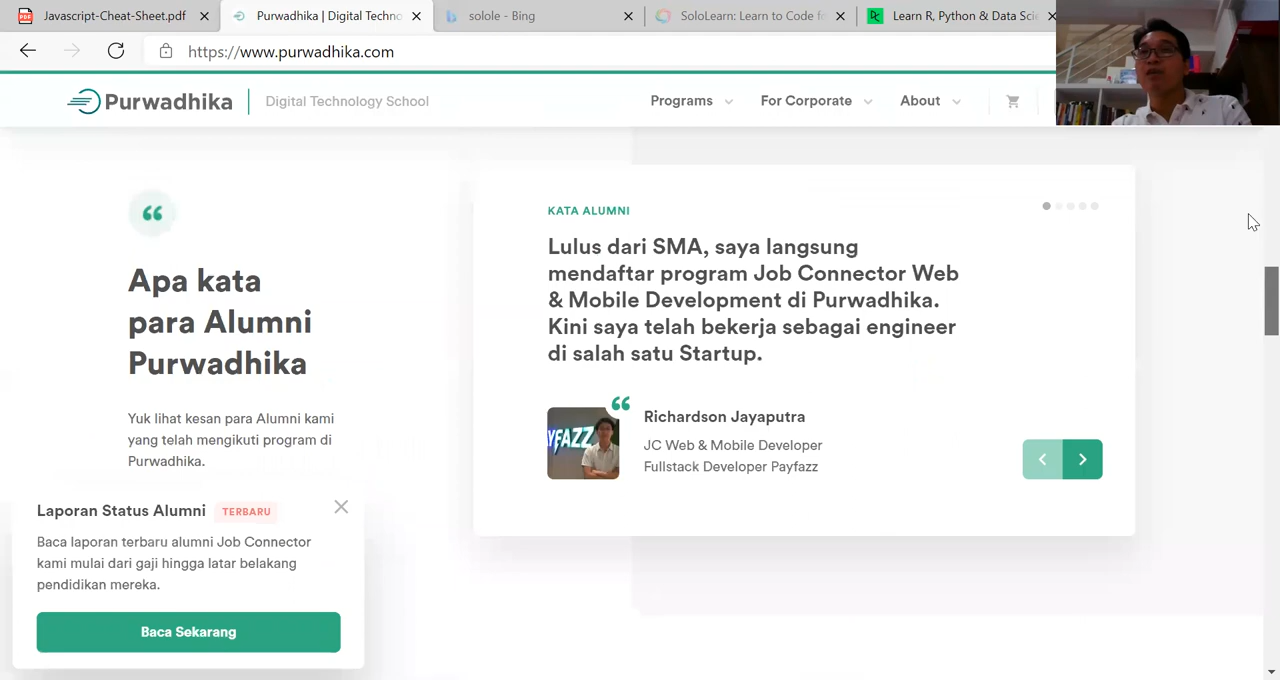 Javascript-Cheat-Sheet.pdf
Purwadhika | Digital Techno
solole - Bing
SoloLearn: Learn to Code fo
Learn R, Python & Data Scie
https://www.purwadhika.com
Purwadhika
Digital Technology School
Programs
For Corporate
About
Apa kata
para Alumni
Purwadhika
Yuk lihat kesan para Alumni kami
yang telah mengikuti program di
Purwadhika.
KATA ALUMNI
Lulus dari SMA, saya langsung
mendaftar program Job Connector Web
& Mobile Development di Purwadhika.
Kini saya telah bekerja sebagai engineer
di salah satu Startup.
YFAZZ
Richardson Jayaputra
JC Web & Mobile Developer
Fullstack Developer Payfazz
Laporan Status Alumni TERBARU
Baca laporan terbaru alumni Job Connector
kami mulai dari gaji hingga latar belakang
pendidikan mereka.
Baca Sekarang